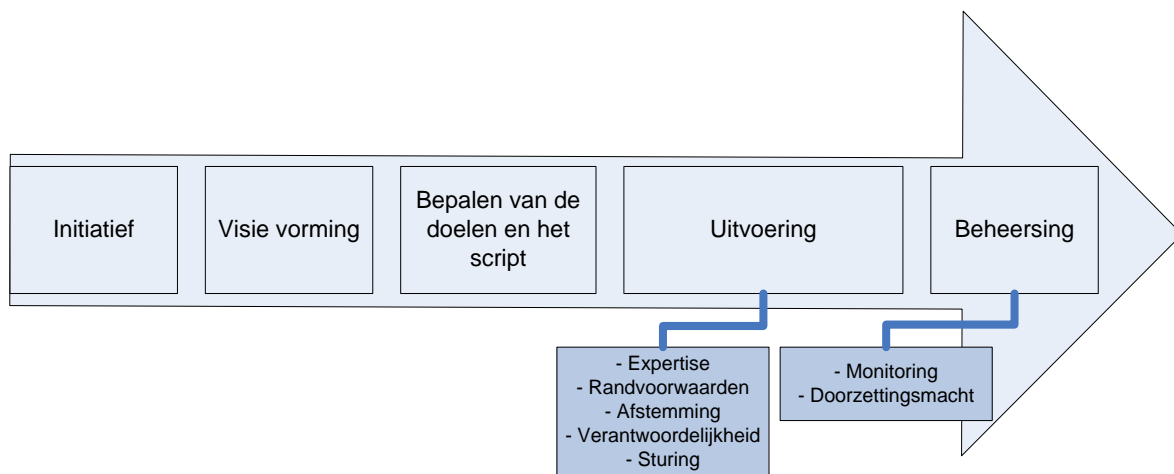 Initiatief
Visie vorming
Bepalen van de
doelen en het
script
Uitvoering
Beheersing
- Expertise
- Randvoorwaarden
- Afstemming
- Verantwoordelijkheid
- Sturing
- Monitoring
- Doorzettingsmacht